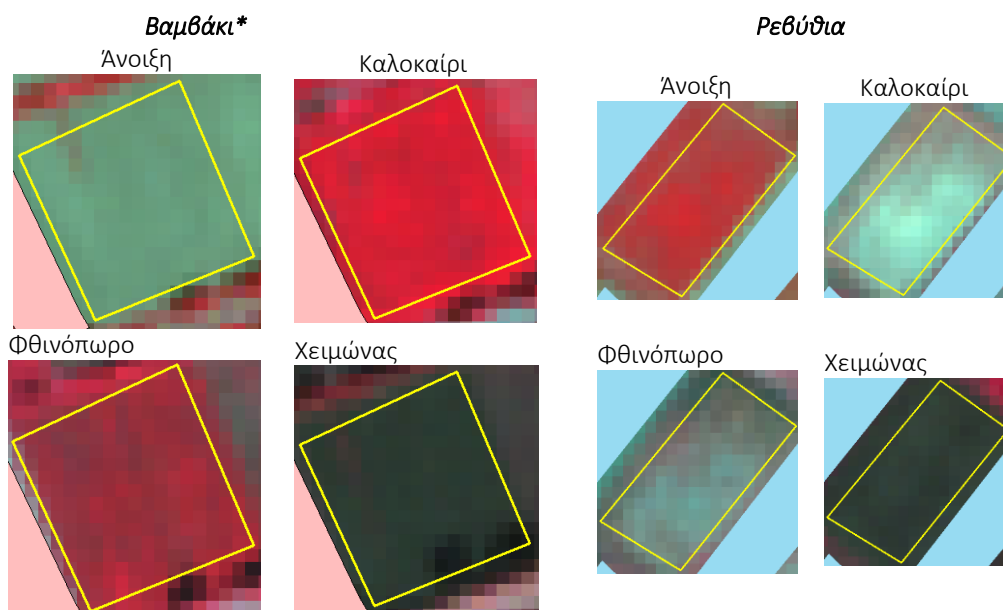 Βαμβάκι*
Άνοιξη
Καλοκαίρι
Φθινόπωρο
Χειμώνας
Ρεβύθια
Άνοιξη
Καλοκαίρι
Φθινόπωρο
Χειμώνας